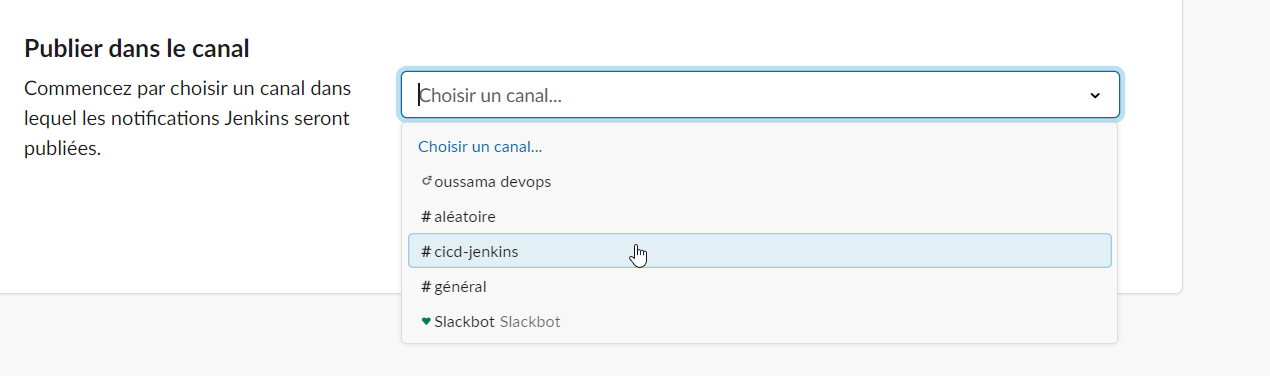 Publier dans le canal
Commencez par choisir un canal dans
lequel les notifications Jenkins seront
publiées.
Choisir un canal...
Choisir un canal...
oussama devops
# aléatoire
# cicd-jenkins
# général
Slackbot Slackbot